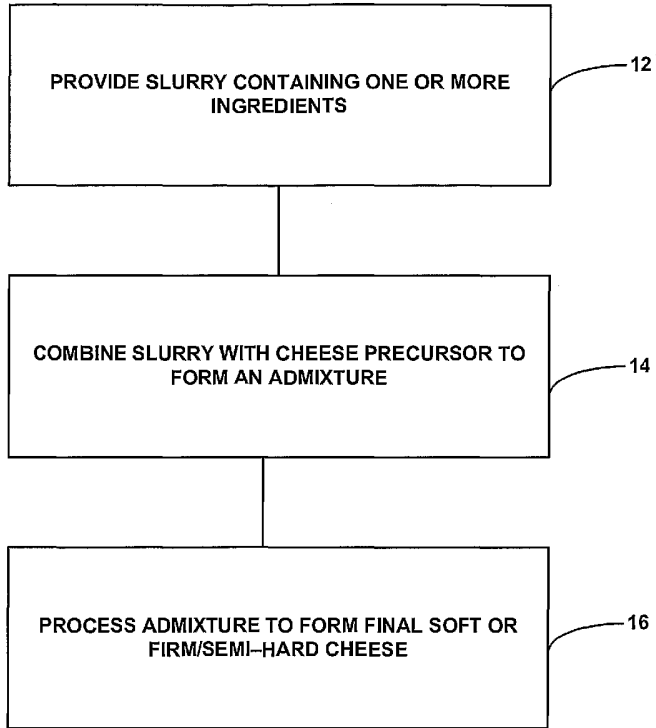 PROVIDE SLURRY CONTAINING ONE OR MORE
INGREDIENTS
12
COMBINE SLURRY WITH CHEESE PRECURSOR TO
FORM AN ADMIXTURE
14
PROCESS ADMIXTURE TO FORM FINAL SOFT OR
FIRM/SEMI–HARD CHEESE
16